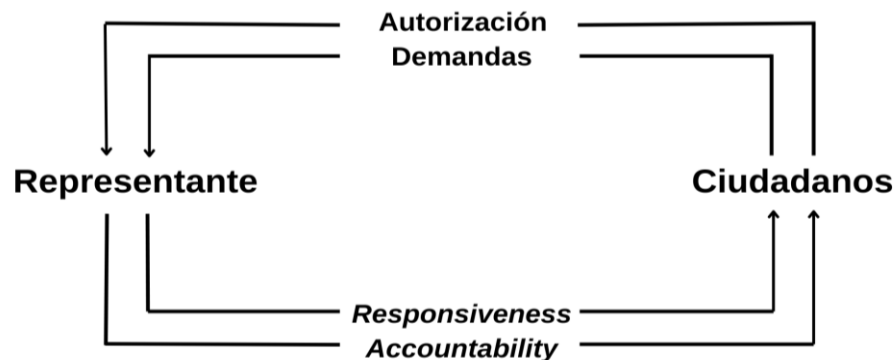 Autorización
Demandas
Representante
Ciudadanos
Responsiveness
Accountability